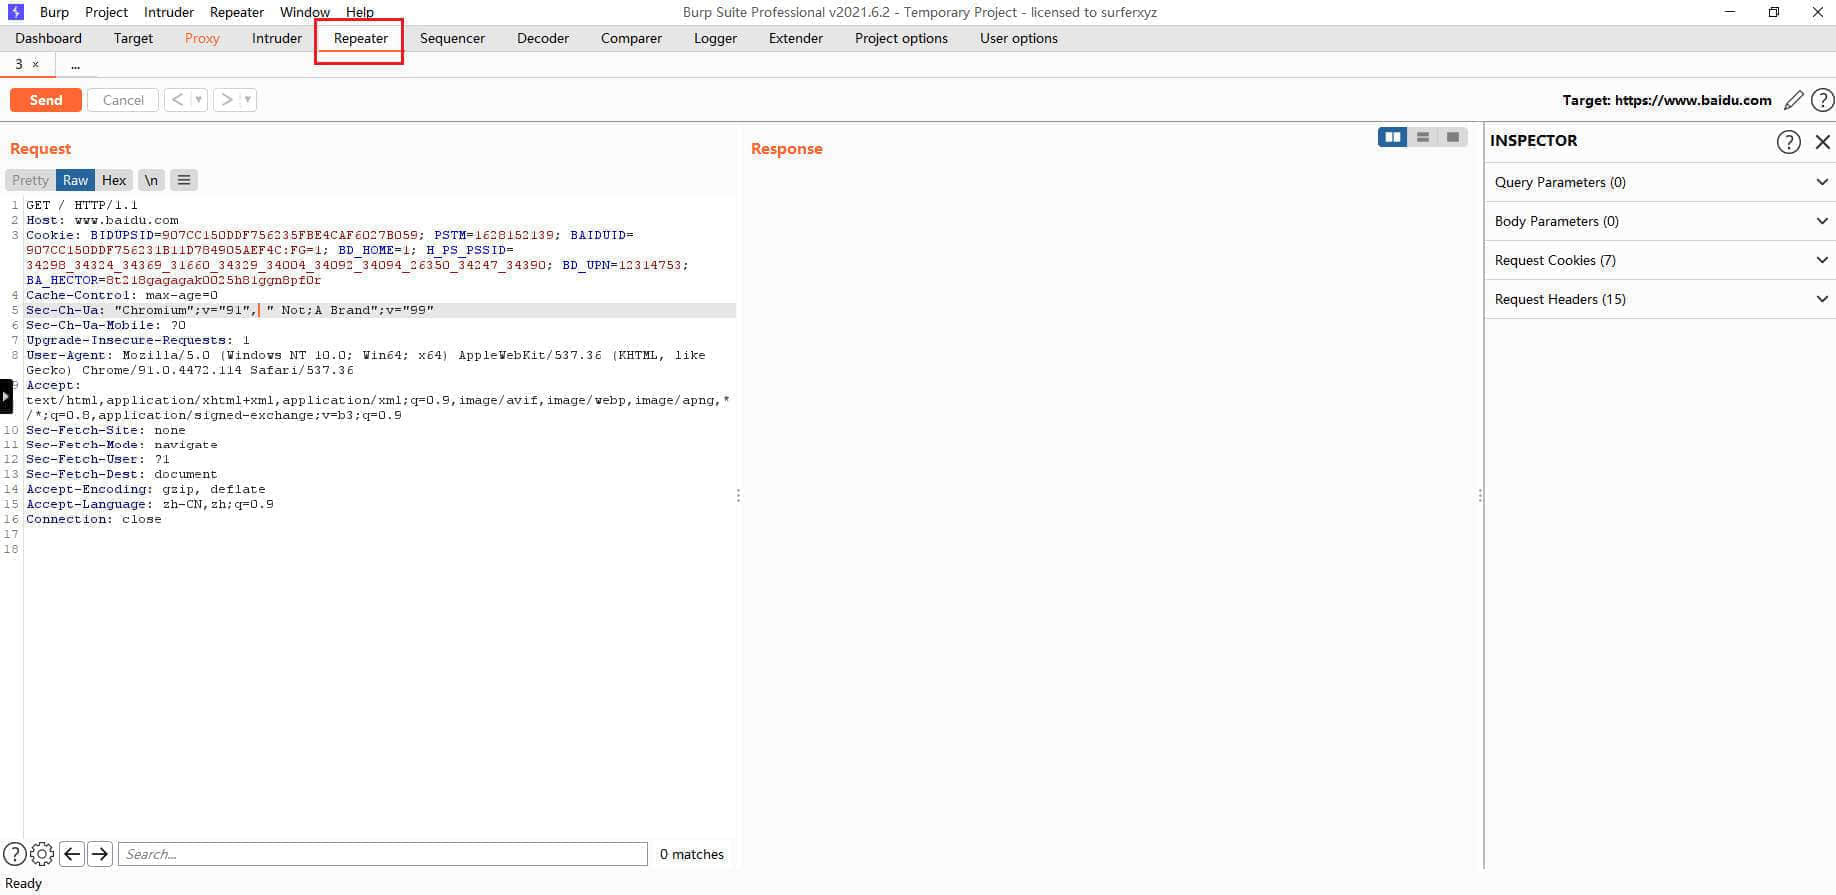 Burp Project Intruder Repeater Window Help Burp Suite Professional v2021.6.2 - Temporary Project - licensed to surferxyz
Dashboard Target Proxy Intruder Repeater Sequencer Decoder Comparer Logger Extender Project options User options
3 × ...
Send Cancel < > Target: https://www.baidu.com ?
Request
Pretty Raw Hex \n
1 GET / HTTP/1.1
2 Host: www.baidu.com
3 Cookie: BIDUPSID=907CC150DDF756235FBE4CAF6027B059; PSTM=1628152139; BAIDUID=
907CC150DDF756231B11D784905AEF4C:FG=1; BD_HOME=1; H_PS_PSSID=
34298_34324_34369_31660_34329_34004_34092_34094_26350_34247_34390; BD_UPN=12314753;
BA_HECTOR=8t218gagagak0025h81ggn8pf0r
4 Cache-Control: max-age=0
5 Sec-Ch-Ua: "Chromium";v="91", " Not;A Brand";v="99"
6 Sec-Ch-Ua-Mobile: ?0
7 Upgrade-Insecure-Requests: 1
8 User-Agent: Mozilla/5.0 (Windows NT 10.0; Win64; x64) AppleWebKit/537.36 (KHTML, like
Gecko) Chrome/91.0.4472.114 Safari/537.36
9 Accept:
text/html,application/xhtml+xml,application/xml;q=0.9,image/avif,image/webp,image/apng,*
/*;q=0.8,application/signed-exchange;v=b3;q=0.9
10 Sec-Fetch-Site: none
11 Sec-Fetch-Mode: navigate
12 Sec-Fetch-User: ?1
13 Sec-Fetch-Dest: document
14 Accept-Encoding: gzip, deflate
15 Accept-Language: zh-CN,zh;q=0.9
16 Connection: close
17
18
? Search... 0 matches
Response
INSPECTOR ?
Query Parameters (0)
Body Parameters (0)
Request Cookies (7)
Request Headers (15)
Ready